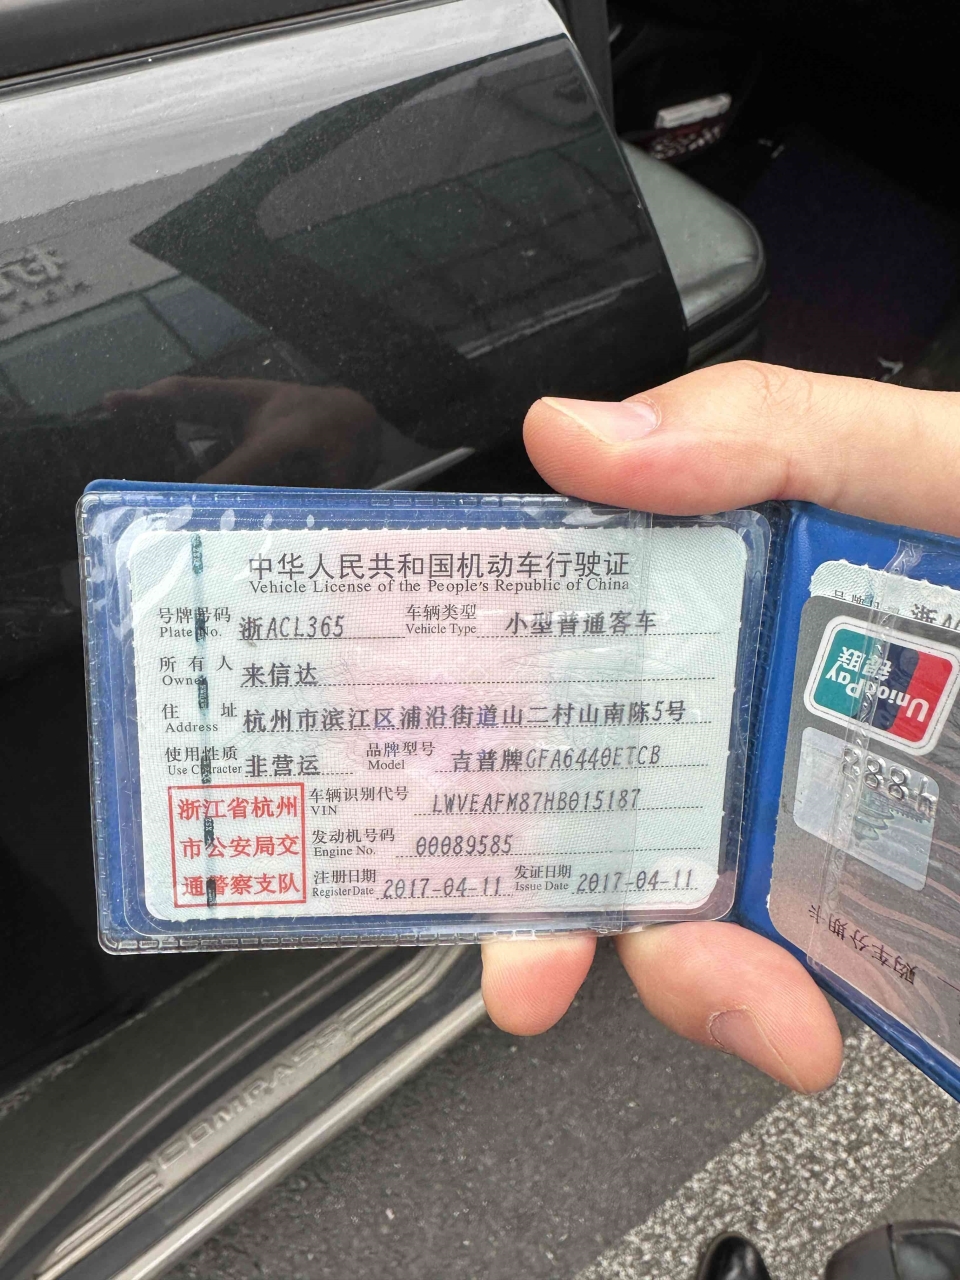 中华人民共和国机动车行驶证
Vehicle License of the People's Republic of China
号牌号码 浙ACL365 车辆类型 小型普通客车
Plate No. Vehicle Type
所有人 来信达
Owner
住址 杭州市滨江区浦沿街道山二村山南陈5号
Address
使用性质 非营运 品牌型号 吉普牌GFA6440ETCB
Use Character Model
浙江省杭州
市公安局交
通警察支队
车辆识别代号 LWVEAFM87HB015187
VIN
发动机号码 00089585
Engine No.
注册日期 2017-04-11 发证日期 2017-04-11
Register Date Issue Date
UnionPay
银联
购车分期卡
COMPASS